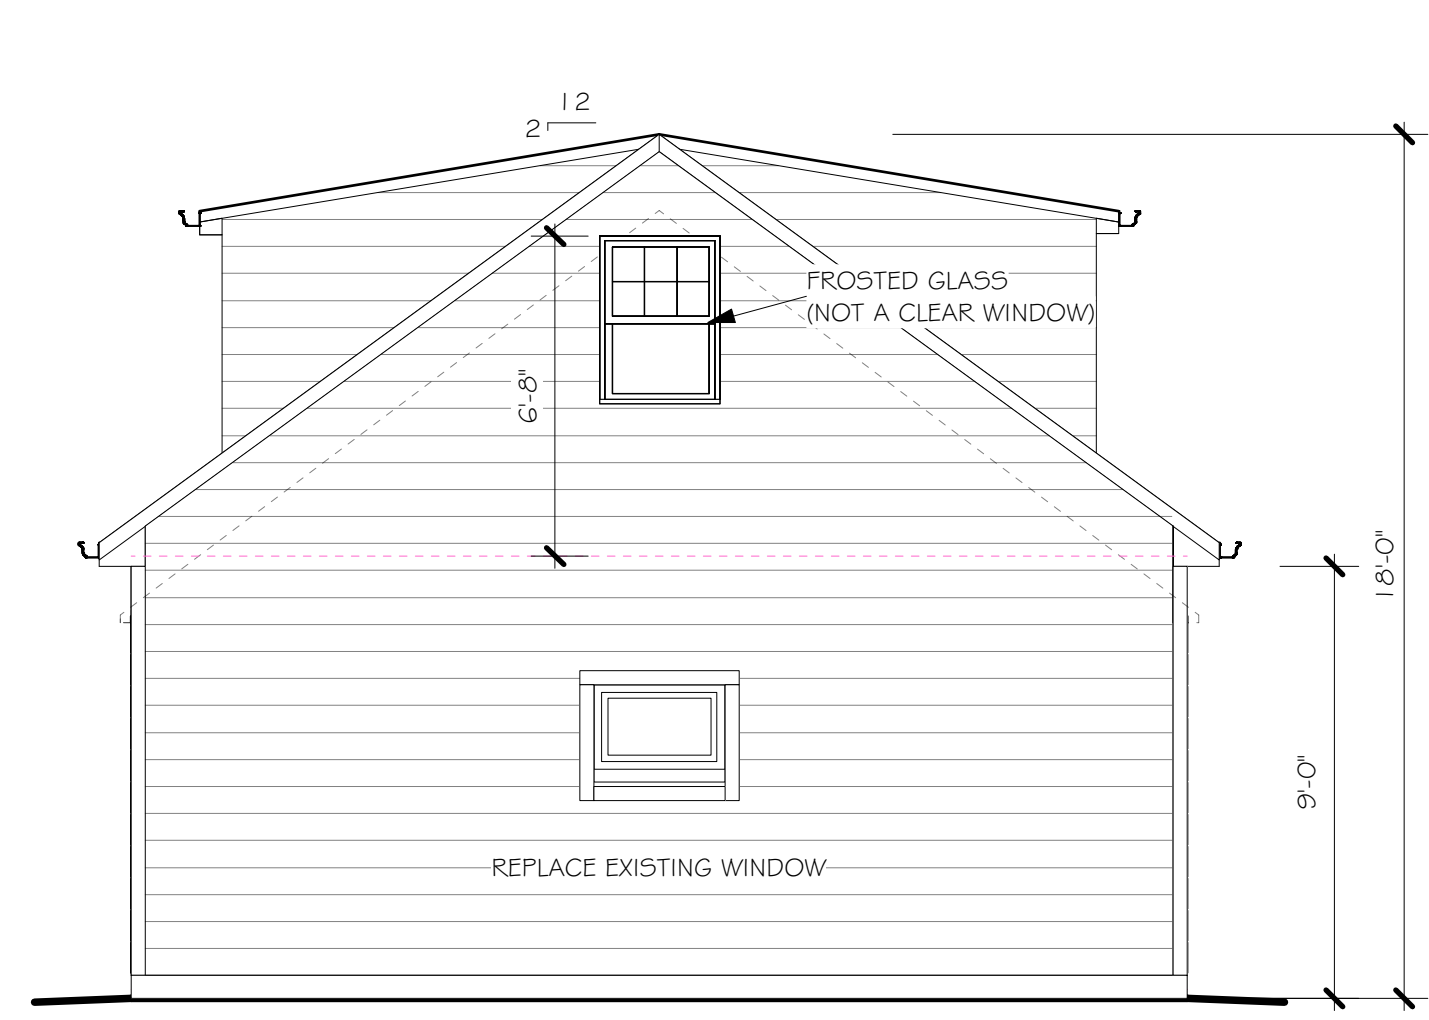 12
2
FROSTED GLASS
(NOT A CLEAR WINDOW)
6'-8"
18'-0"
9'-0"
REPLACE EXISTING WINDOW